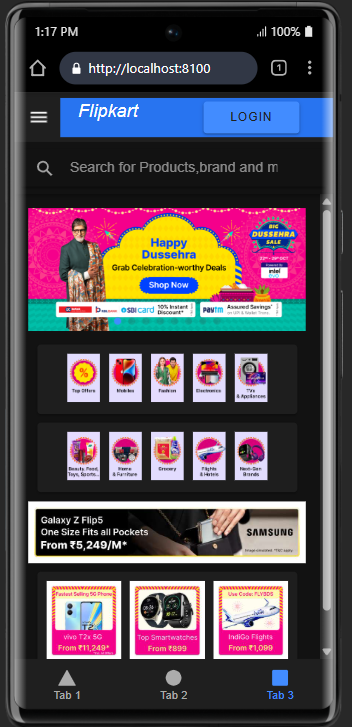 1:17 PM
100%
http://localhost:8100
1
Flipkart
LOGIN
Search for Products,brand and m
BIG
DUSSEHRA
SALE
Happy
Dussehra
Grab Celebration-worthy Deals
Shop Now
intel
SBI card
10% Instant
Discount*
paytm
Assured Savings*
Top Offers
Mobiles
Fashion
Electronics
TVs
& Appliances
Beauty, Food,
Toys, Sports...
Home
& Furniture
Grocery
Flights
& Hotels
Next-Gen
Brands
Galaxy Z Flip5
One Size Fits all Pockets
From ₹5,249/M*
SAMSUNG
Fastest Selling 5G Phone
vivo T2x 5G
From ₹11,249*
Top Smartwatches
From ₹899
Use Code: FLYBDS
IndiGo Flights
From ₹1,099
Tab 1
Tab 2
Tab 3